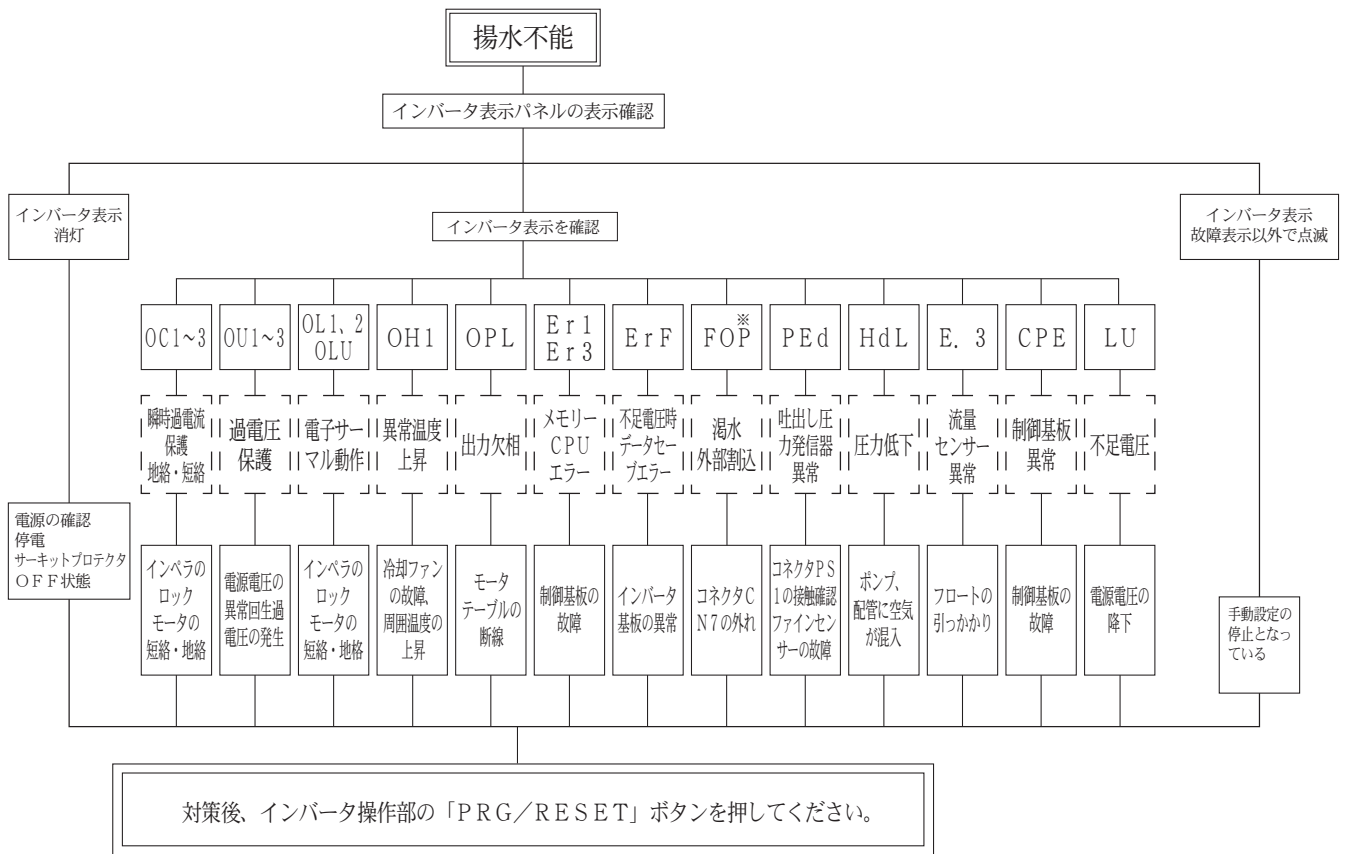 揚水不能
インバータ表示パネルの表示確認
インバータ表示
消灯
インバータ表示を確認
インバータ表示
故障表示以外で点滅
OC1~3
OU1~3
OL1、2
OLU
OH1
OPL
Er1
Er3
ErF
※
FOP
PEd
HdL
E.3
CPE
LU
瞬時過電流
保護
地絡・短絡
過電圧
保護
電子サー
マル動作
異常温度
上昇
出力欠相
メモリー
CPU
エラー
不足電圧時
データセー
ブエラー
渇水
外部割込
吐出し圧
力発信器
異常
圧力低下
流量
センサー
異常
制御基板
異常
不足電圧
電源の確認
停電
サーキットプロテクタ
OFF状態
インペラの
ロック
モータの
短絡・地絡
電源電圧の
異常回生過
電圧の発生
インペラの
ロック
モータの
短絡・地格
冷却ファン
の故障、
周囲温度の
上昇
モータ
テーブルの
断線
制御基板の
故障
インバータ
基板の異常
コネクタC
N7の外れ
コネクタPS
1の接触確認
ファインセン
サーの故障
ポンプ、
配管に空気
が混入
フロートの
引っかかり
制御基板の
故障
電源電圧の
降下
手動設定の
停止となっ
ている
対策後、インバータ操作部の「PRG/RESET」ボタンを押してください。